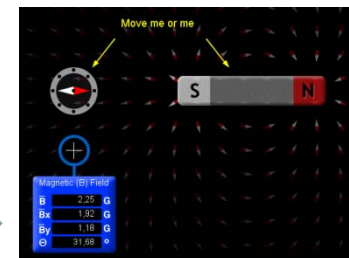 Move me or me
S N
Magnetic (B) Field
B 2,25 G
Bx 1,92 G
By 1,18 G
Θ 31,68 °